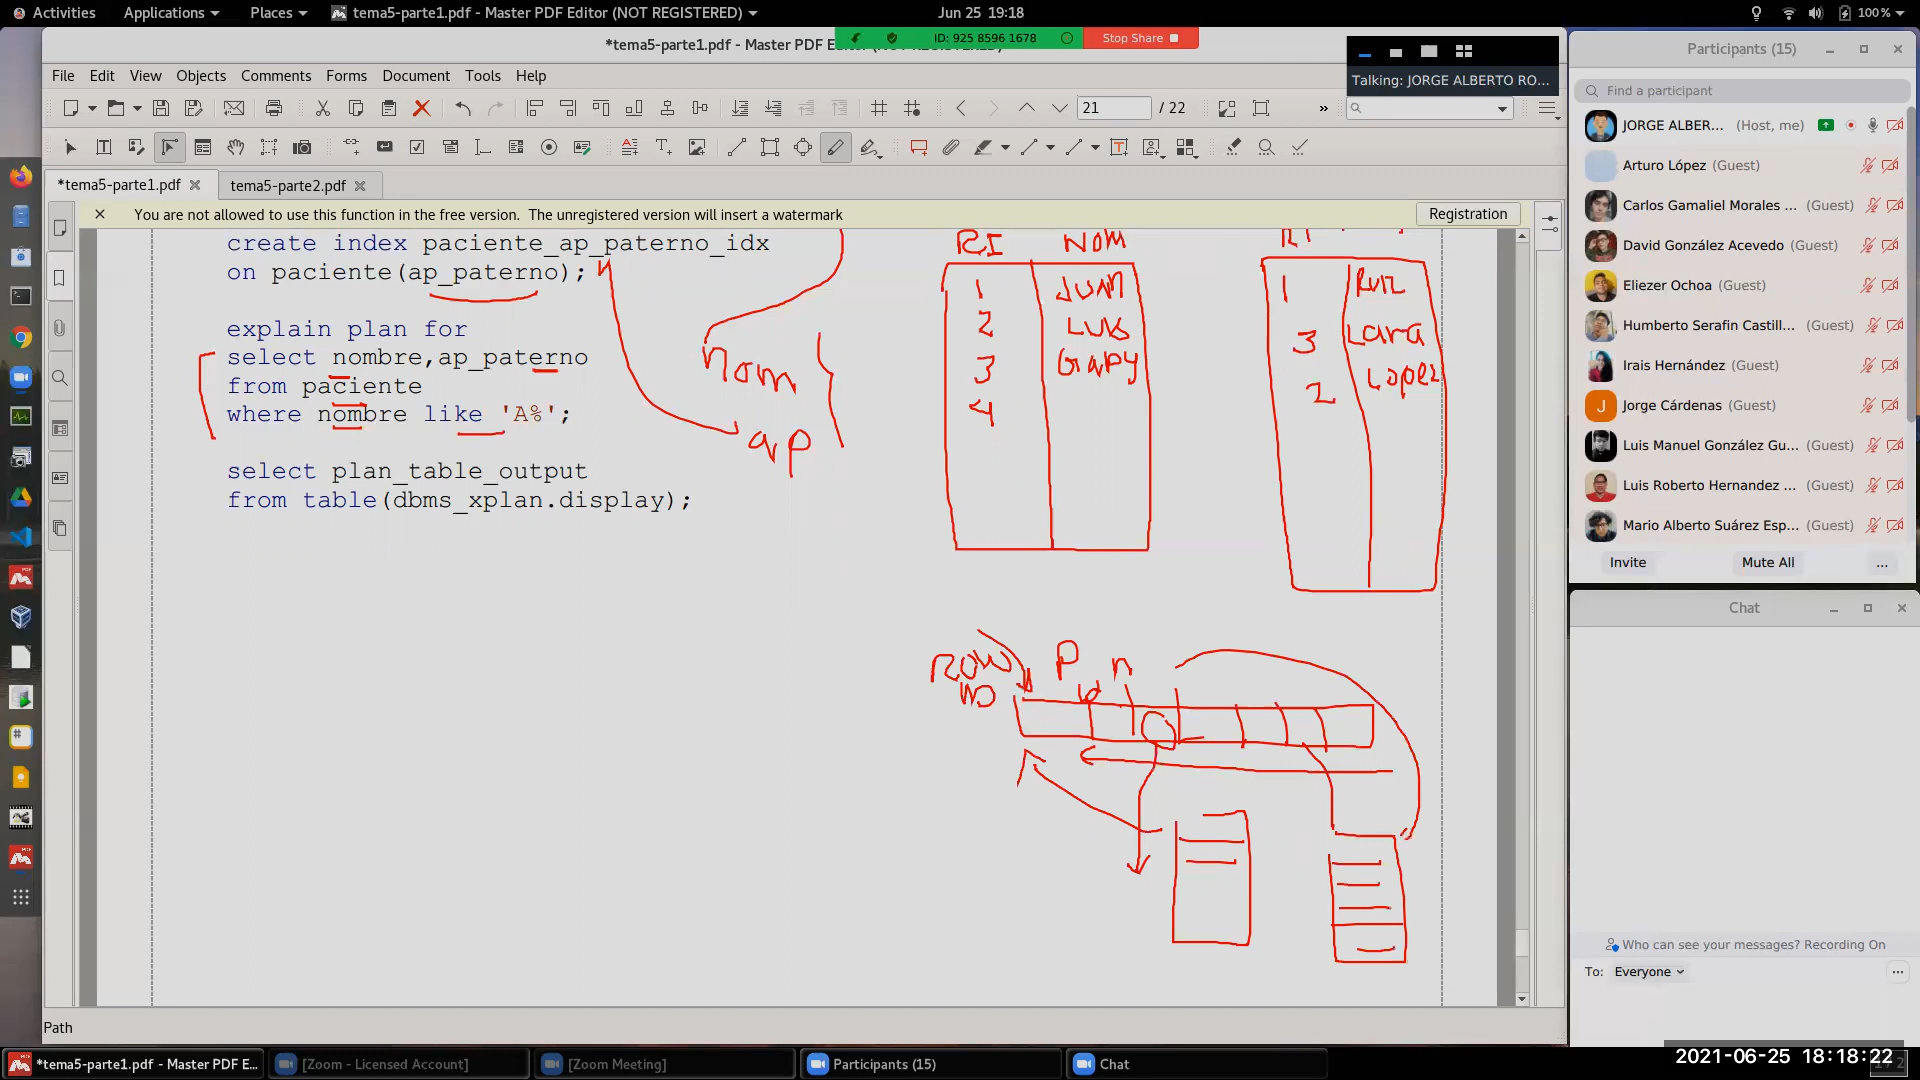 Activities
Applications
Places
tema5-parte1.pdf - Master PDF Editor (NOT REGISTERED)
Jun 25 19:18
100%
*tema5-parte1.pdf - Master PDF Editor
ID: 925 8596 1678
Stop Share
Talking: JORGE ALBERTO RO...
File Edit View Objects Comments Forms Document Tools Help
21 / 22
*tema5-parte1.pdf
tema5-parte2.pdf
You are not allowed to use this function in the free version. The unregistered version will insert a watermark
Registration
create index paciente_ap_paterno_idx
on paciente(ap_paterno);
explain plan for
select nombre,ap_paterno
from paciente
where nombre like 'A%';
select plan_table_output
from table(dbms_xplan.display);
nom
ap
RI NOM
1 JUAN
2 LUIS
3 Gaby
4
RI
1 Ruiz
3 Lara
2 Lopez
ROW
ID
P
n
Path
Participants (15)
Find a participant
JORGE ALBER... (Host, me)
Arturo López (Guest)
Carlos Gamaliel Morales ... (Guest)
David González Acevedo (Guest)
Eliezer Ochoa (Guest)
Humberto Serafin Castill... (Guest)
Irais Hernández (Guest)
J Jorge Cárdenas (Guest)
Luis Manuel González Gu... (Guest)
Luis Roberto Hernandez ... (Guest)
Mario Alberto Suárez Esp... (Guest)
Invite
Mute All
...
Chat
Who can see your messages? Recording On
To: Everyone
*tema5-parte1.pdf - Master PDF E...
[Zoom - Licensed Account]
[Zoom Meeting]
Participants (15)
Chat
2021-06-25 18:18:22